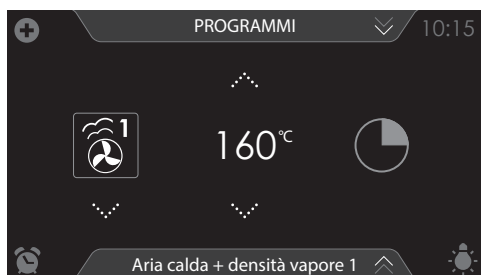 PROGRAMMI
10:15
1
160°C
Aria calda + densità vapore 1